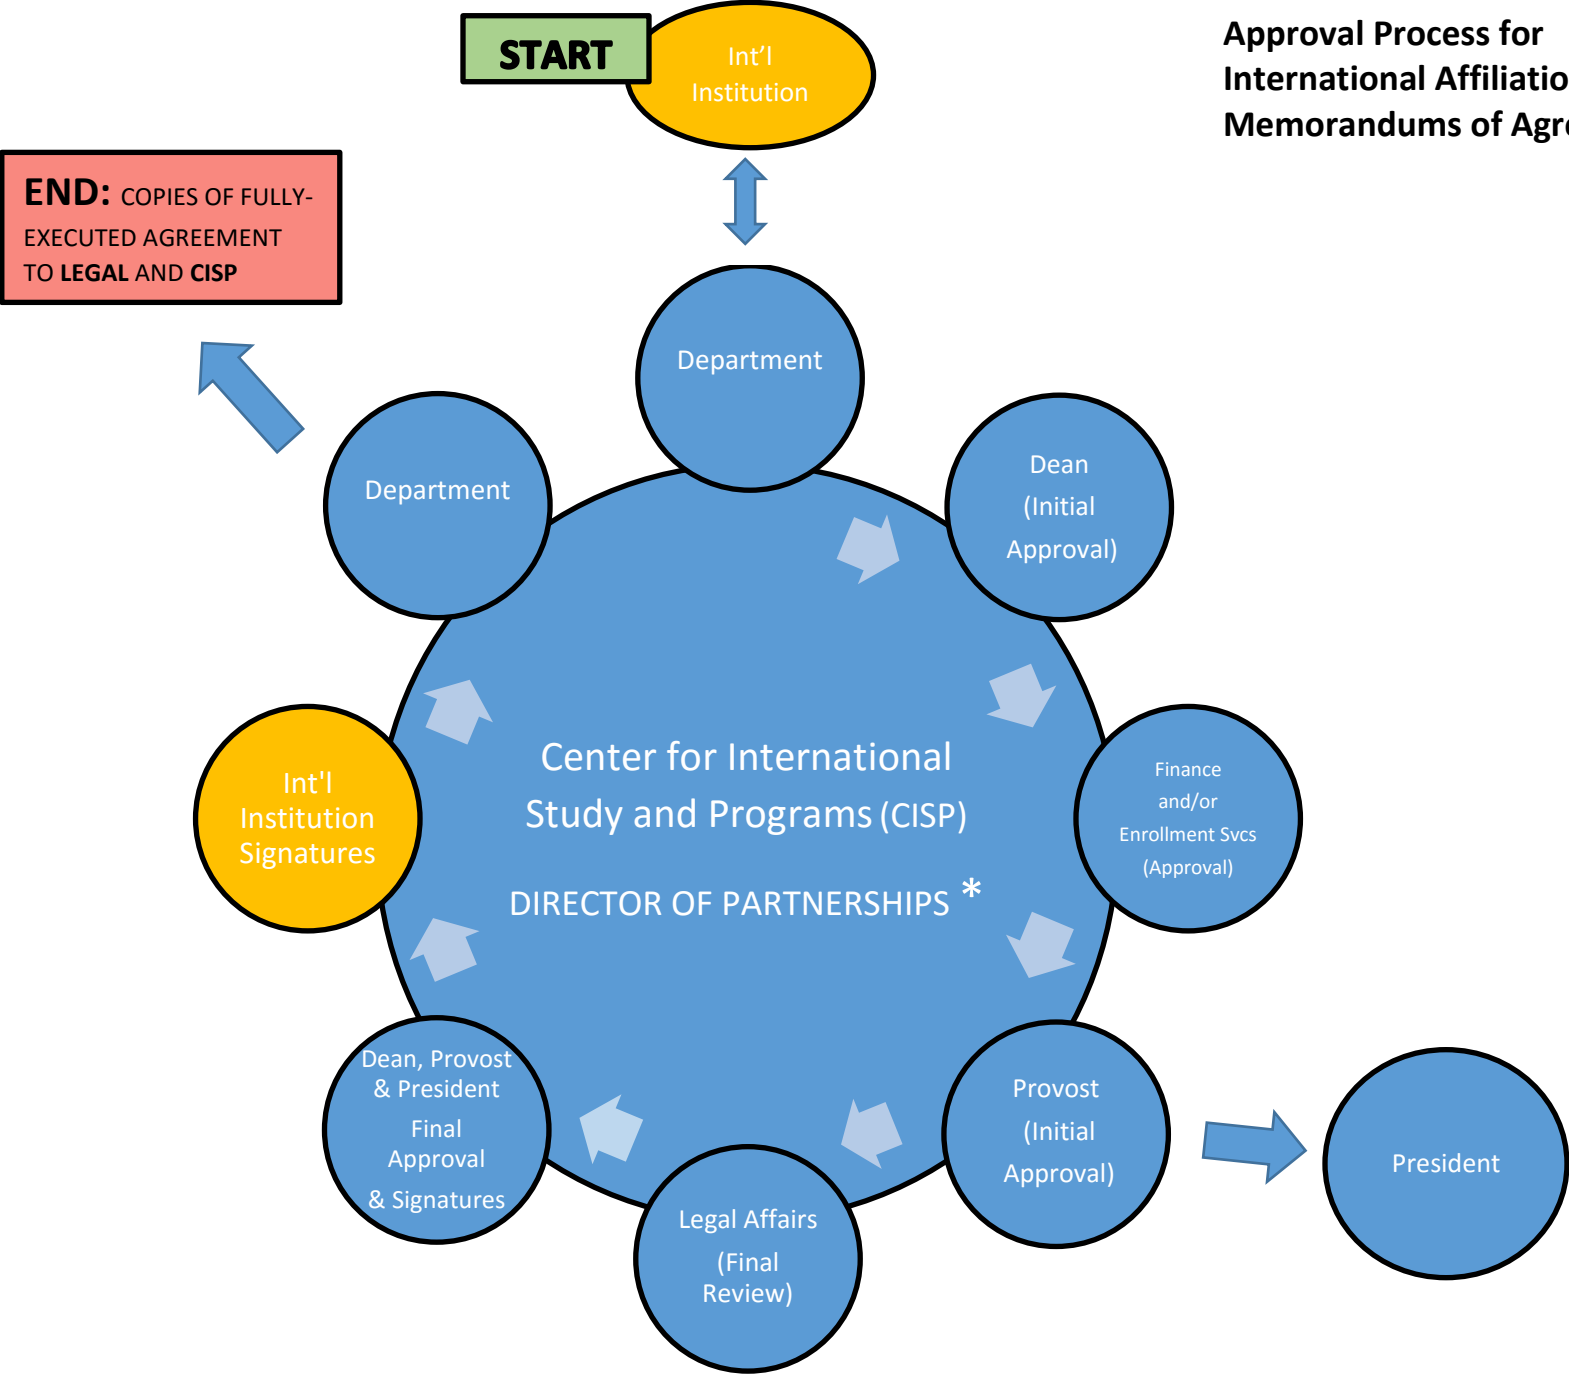 START
Int'l
Institution
Approval Process for
International Affiliatio
Memorandums of Agr
END: COPIES OF FULLY-
EXECUTED AGREEMENT
TO LEGAL AND CISP
Department
Dean
(Initial
Approval)
Finance
and/or
Enrollment Svcs
(Approval)
Provost
(Initial
Approval)
President
Legal Affairs
(Final
Review)
Dean, Provost
& President
Final
Approval
& Signatures
Int'l
Institution
Signatures
Department
Center for International
Study and Programs (CISP)
DIRECTOR OF PARTNERSHIPS *